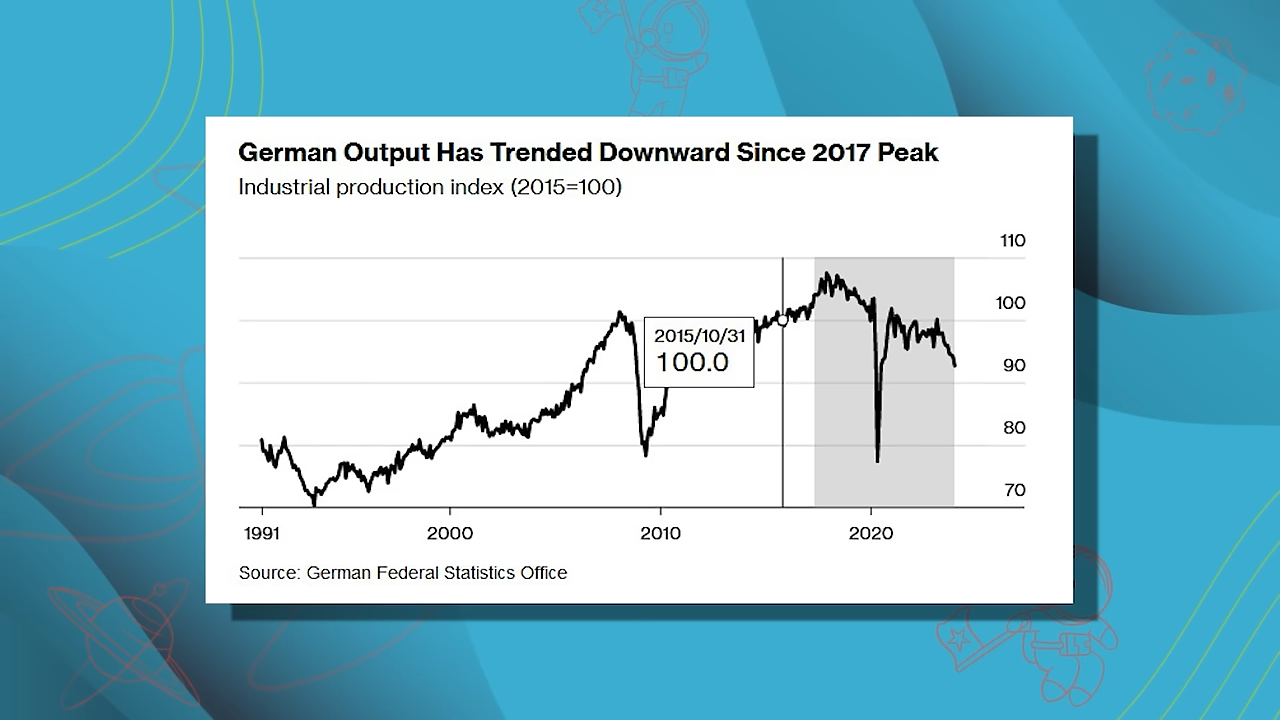 German Output Has Trended Downward Since 2017 Peak
Industrial production index (2015=100)
110
100
90
80
70
2015/10/31
100.0
1991 2000 2010 2020
Source: German Federal Statistics Office